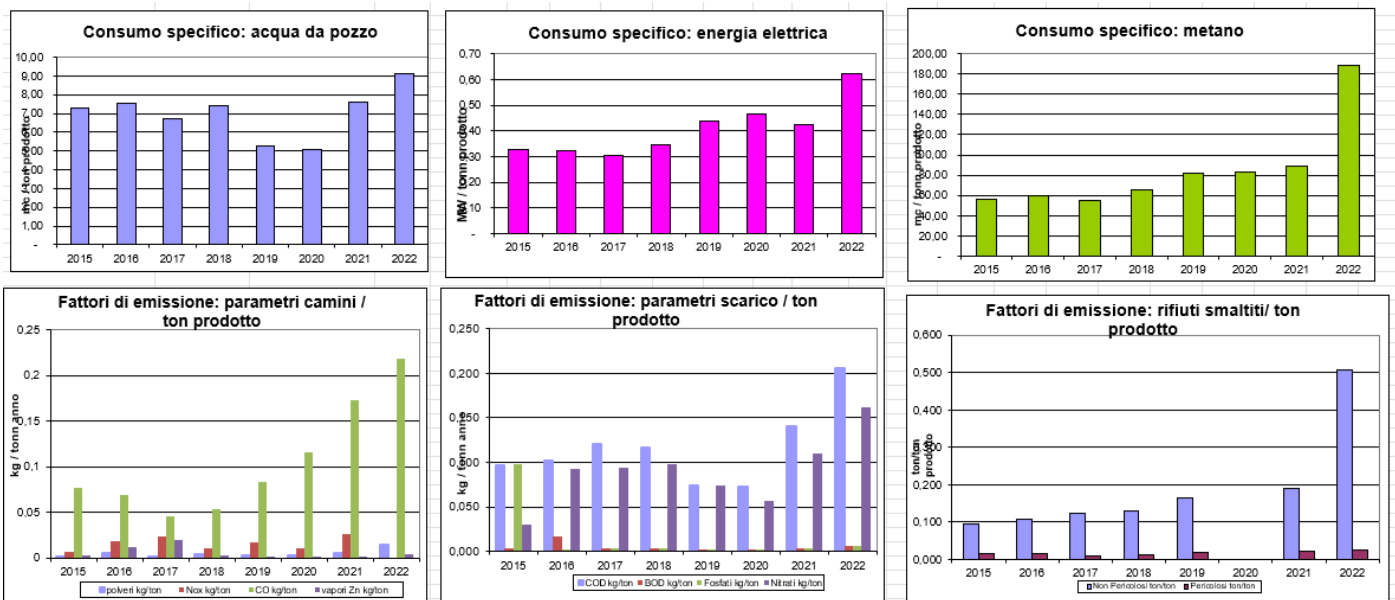 Consumo specifico: acqua da pozzo
10,00
9,00
8,00
7,00
6,00
5,00
4,00
3,00
2,00
1,00
-
mc / ton prodotto
2015 2016 2017 2018 2019 2020 2021 2022
Consumo specifico: energia elettrica
0,70
0,60
0,50
0,40
0,30
0,20
0,10
-
MW / tonn prodotto
2015 2016 2017 2018 2019 2020 2021 2022
Consumo specifico: metano
200,00
180,00
160,00
140,00
120,00
100,00
80,00
60,00
40,00
20,00
-
mc / tonn prodotto
2015 2016 2017 2018 2019 2020 2021 2022
Fattori di emissione: parametri camini /
ton prodotto
0,25
0,2
0,15
0,1
0,05
0
kg / tonn anno
2015 2016 2017 2018 2019 2020 2021 2022
polveri kg/ton Nox kg/ton CO kg/ton vapori Zn kg/ton
Fattori di emissione: parametri scarico / ton
prodotto
0,250
0,200
0,150
0,100
0,050
0,000
kg / tonn anno
2015 2016 2017 2018 2019 2020 2021 2022
COD kg/ton BOD kg/ton Fosfati kg/ton Nitrati kg/ton
Fattori di emissione: rifiuti smaltiti/ ton
prodotto
0,600
0,500
0,400
0,300
0,200
0,100
0,000
ton/ton
prodotto
2015 2016 2017 2018 2019 2020 2021 2022
Non Pericolosi ton/ton Pericolosi ton/ton